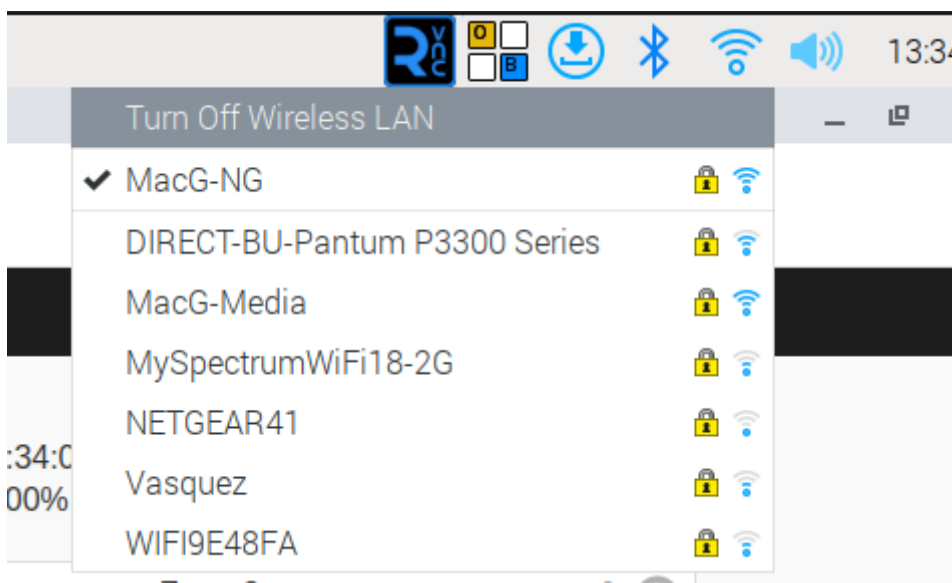 R VNC O B 13:34
Turn Off Wireless LAN
MacG-NG
DIRECT-BU-Pantum P3300 Series
MacG-Media
MySpectrumWiFi18-2G
NETGEAR41
:34:0
Vasquez
00%
WIFI9E48FA